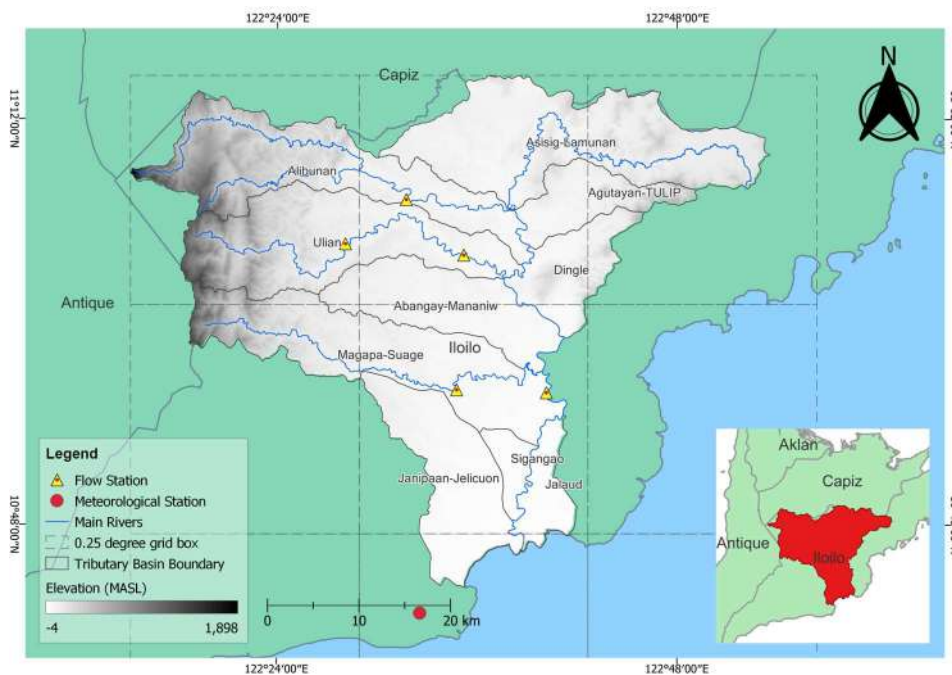 122°24'00"E
122°48'00"E
Capiz
N
11°12'00"N
Asisig-Lamunan
Alibunan
Agutayan-TULIP
Ulian
Dingle
Antique
Abangay-Mananiw
Iloilo
Magapa-Suage
Legend
Flow Station
Meteorological Station
Main Rivers
0.25 degree grid box
Tributary Basin Boundary
Elevation (MASL)
-4
1,898
Janipaan-Jelicuon
Sigangao
Jalaud
10°48'00"N
0
10
20 km
Aklan
Capiz
Antique
Iloilo
122°24'00"E
122°48'00"E